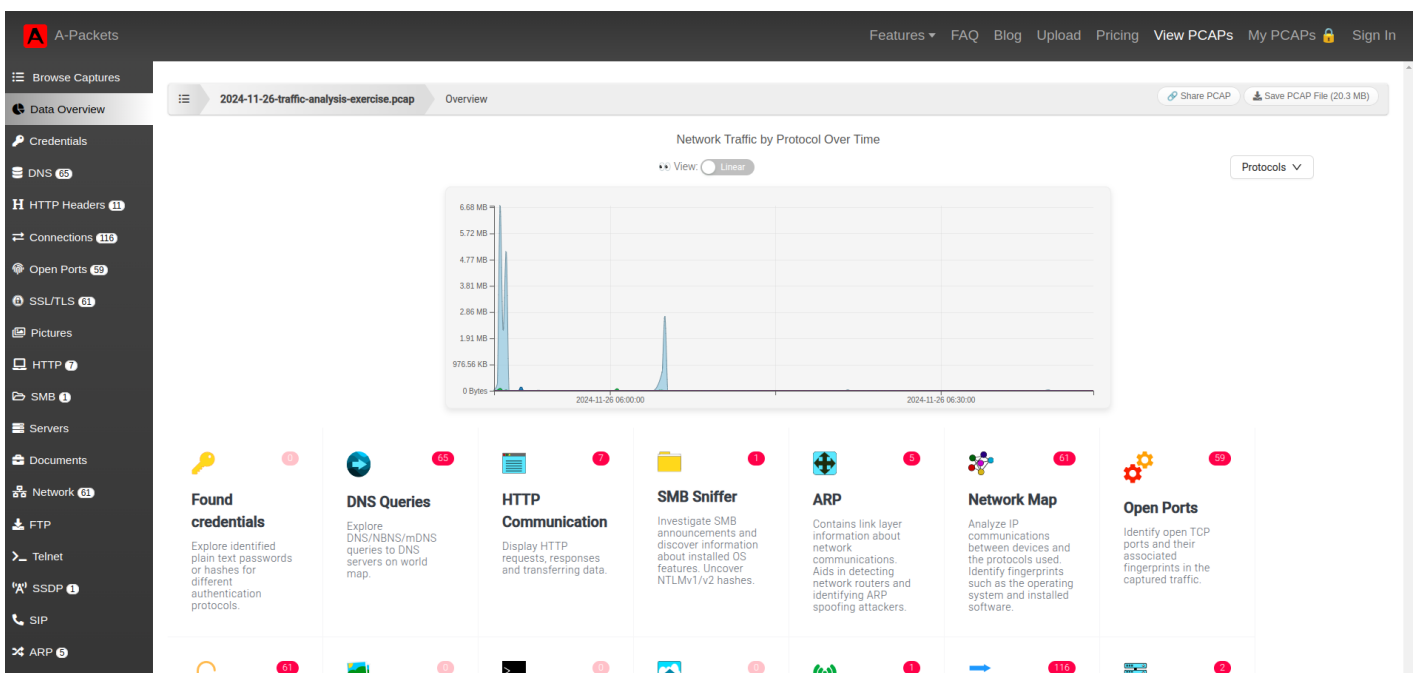 A-Packets
Features FAQ Blog Upload Pricing View PCAPs My PCAPs Sign In
Browse Captures
Data Overview
Credentials
DNS 65
HTTP Headers 11
Connections 116
Open Ports 59
SSL/TLS 61
Pictures
HTTP 7
SMB 1
Servers
Documents
Network 61
FTP
Telnet
SSDP 1
SIP
ARP 5
2024-11-26-traffic-analysis-exercise.pcap Overview
Share PCAP Save PCAP File (20.3 MB)
Network Traffic by Protocol Over Time
View: Linear
Protocols
6.68 MB
5.72 MB
4.77 MB
3.81 MB
2.86 MB
1.91 MB
976.56 KB
0 Bytes
2024-11-26 06:00:00 2024-11-26 06:30:00
0
Found
credentials
Explore identified
plain text passwords
or hashes for
different
authentication
protocols.
65
DNS Queries
Explore
DNS/NBNS/mDNS
queries to DNS
servers on world
map.
7
HTTP
Communication
Display HTTP
requests, responses
and transferring data.
1
SMB Sniffer
Investigate SMB
announcements and
discover information
about installed OS
features. Uncover
NTLMv1/v2 hashes.
5
ARP
Contains link layer
information about
network
communications.
Aids in detecting
network routers and
identifying ARP
spoofing attackers.
61
Network Map
Analyze IP
communications
between devices and
the protocols used.
Identify fingerprints
such as the operating
system and installed
software.
59
Open Ports
Identify open TCP
ports and their
associated
fingerprints in the
captured traffic.
61 0 0 0 1 116 2